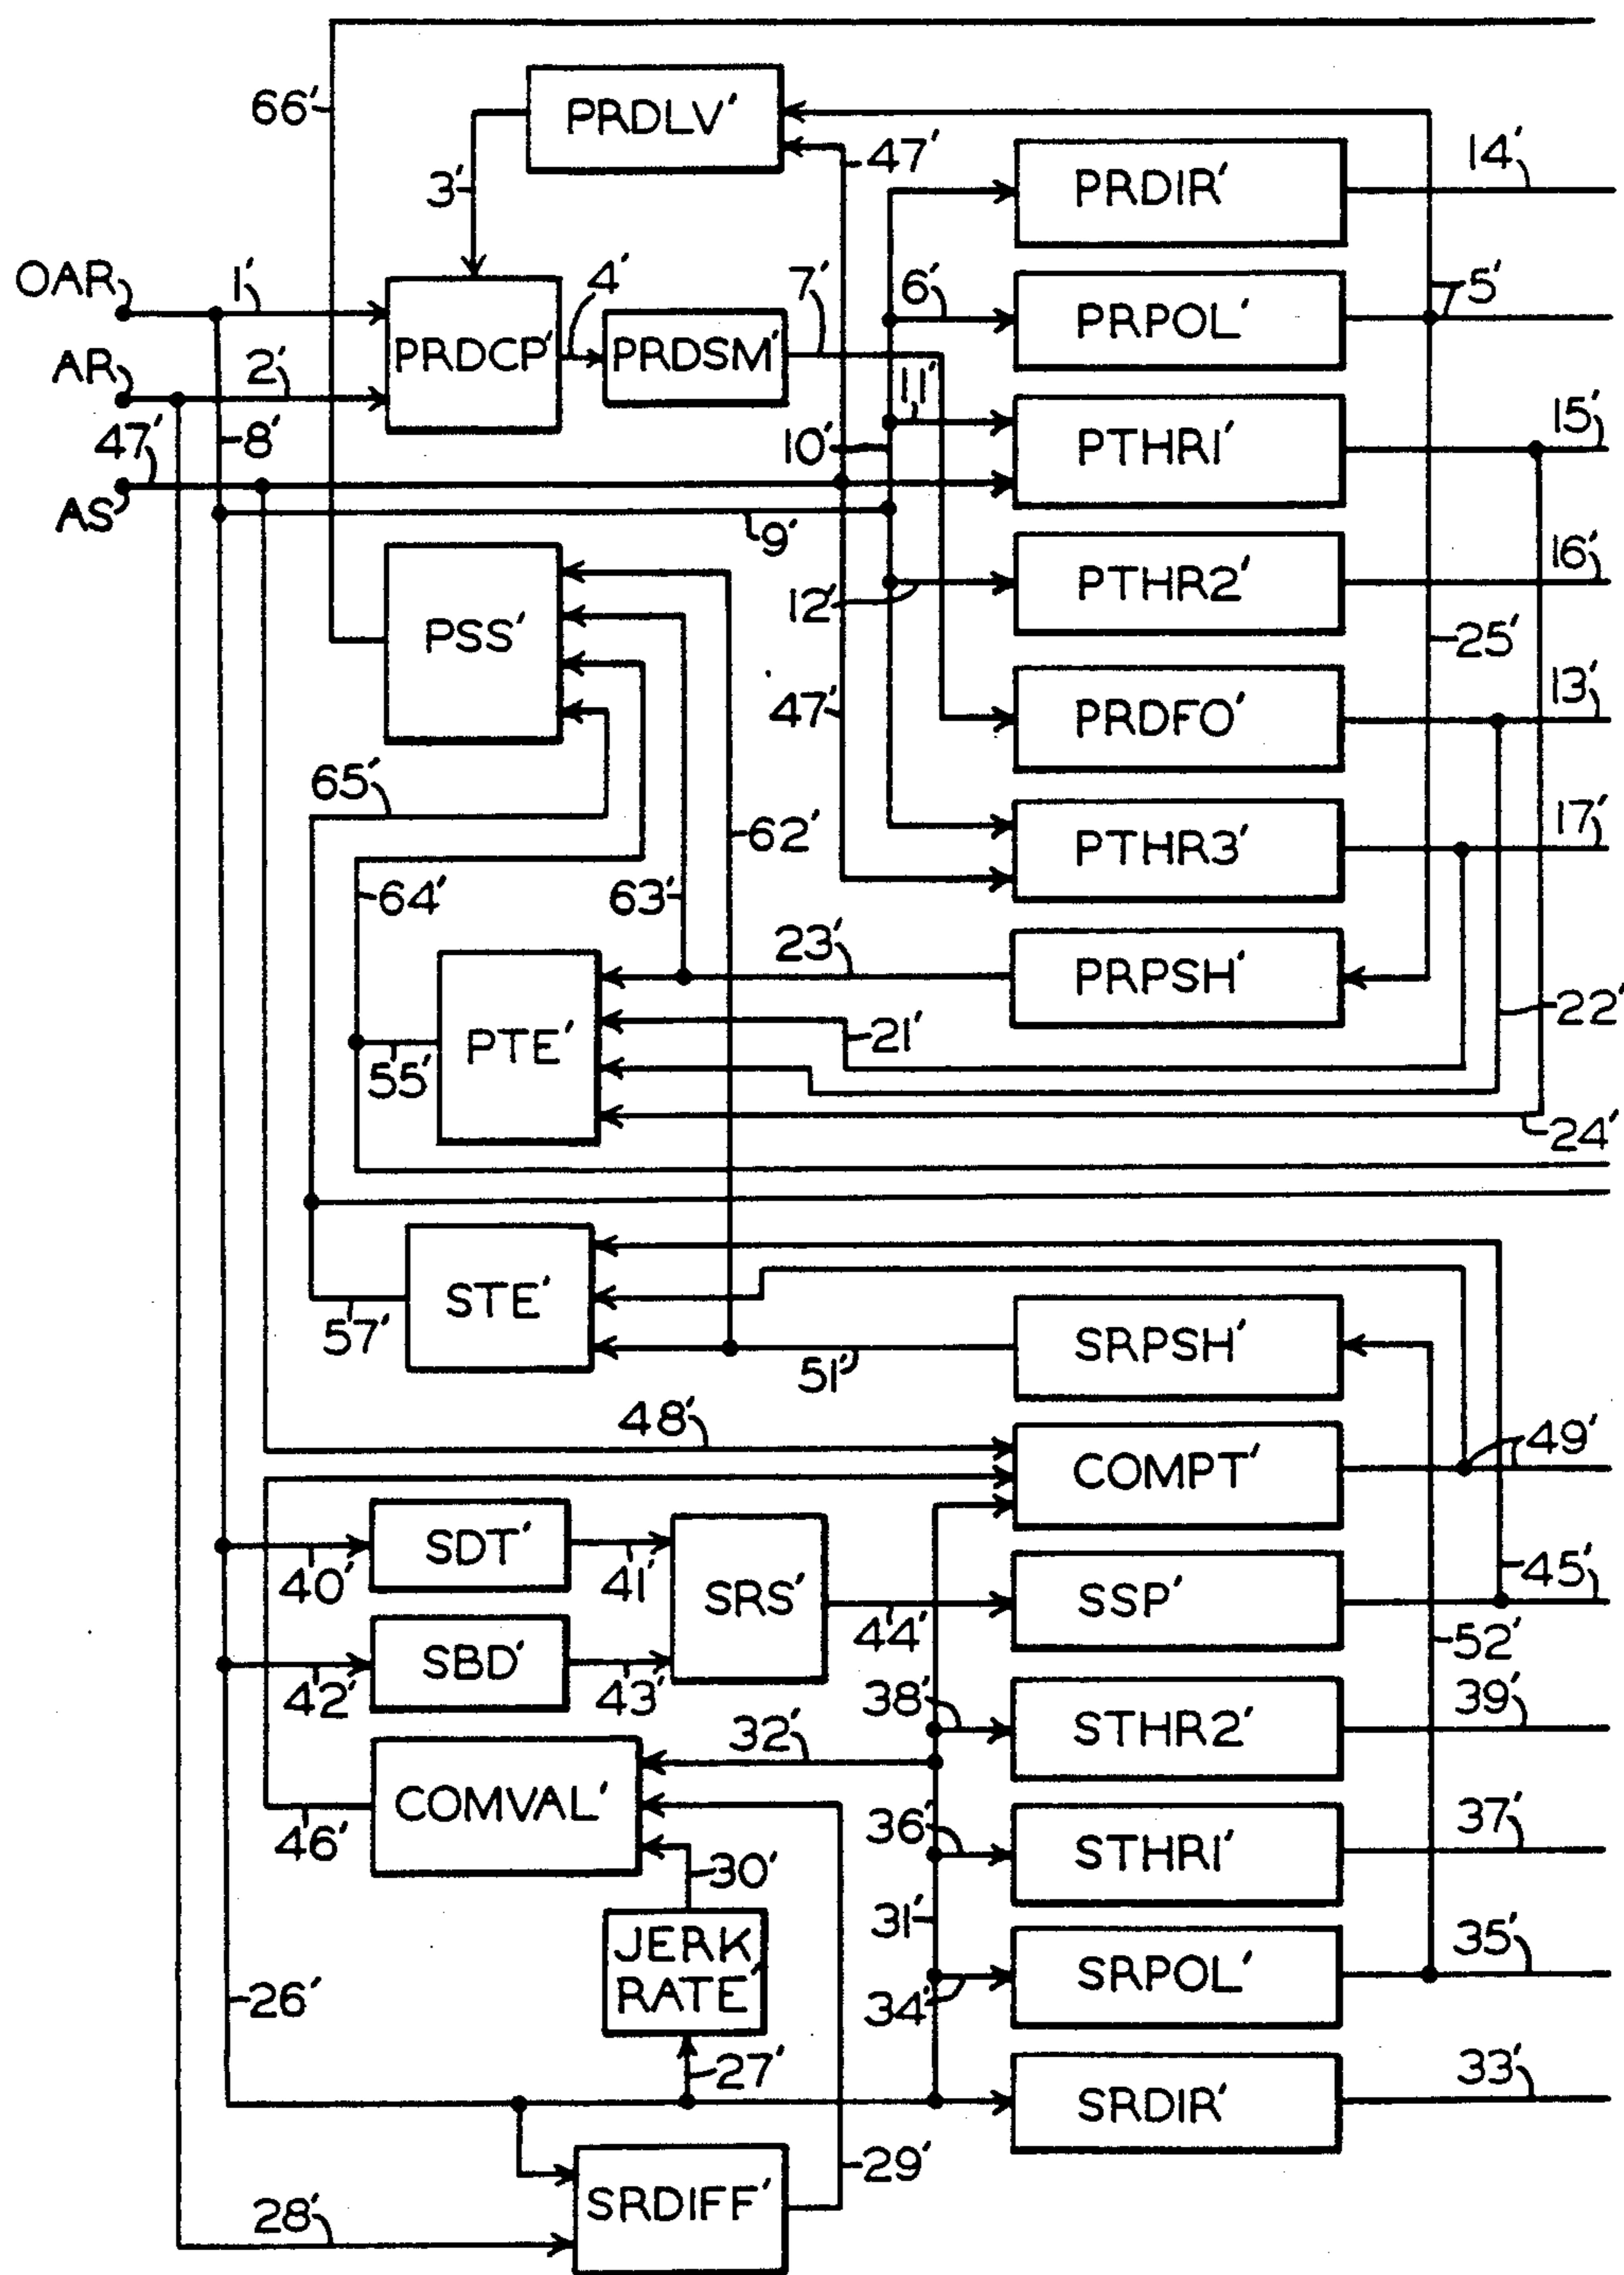 66'
PRDLV'
47'
14'
3'
PRDIR'
OAR
1'
4'
7'
6'
5'
PRPOL'
PRDCP'
PRDSM'
AR
2'
11'
47'
8'
10'
PTHR1'
15'
AS
9'
16'
12'
PTHR2'
PSS'
25'
47'
13'
PRDFO'
65'
62'
17'
PTHR3'
64'
63'
23'
PRPSH'
22'
PTE'
21'
55'
24'
STE'
57'
51'
SRPSH'
48'
49'
COMPT'
SDT'
40'
41'
SRS'
SSP'
45'
44'
52'
SBD'
42'
43'
38'
39'
32'
STHR2'
COMVAL'
46'
36'
37'
STHR1'
30'
31'
JERK
RATE'
35'
SRPOL'
34'
26'
27'
33'
SRDIR'
29'
SRDIFF'
28'